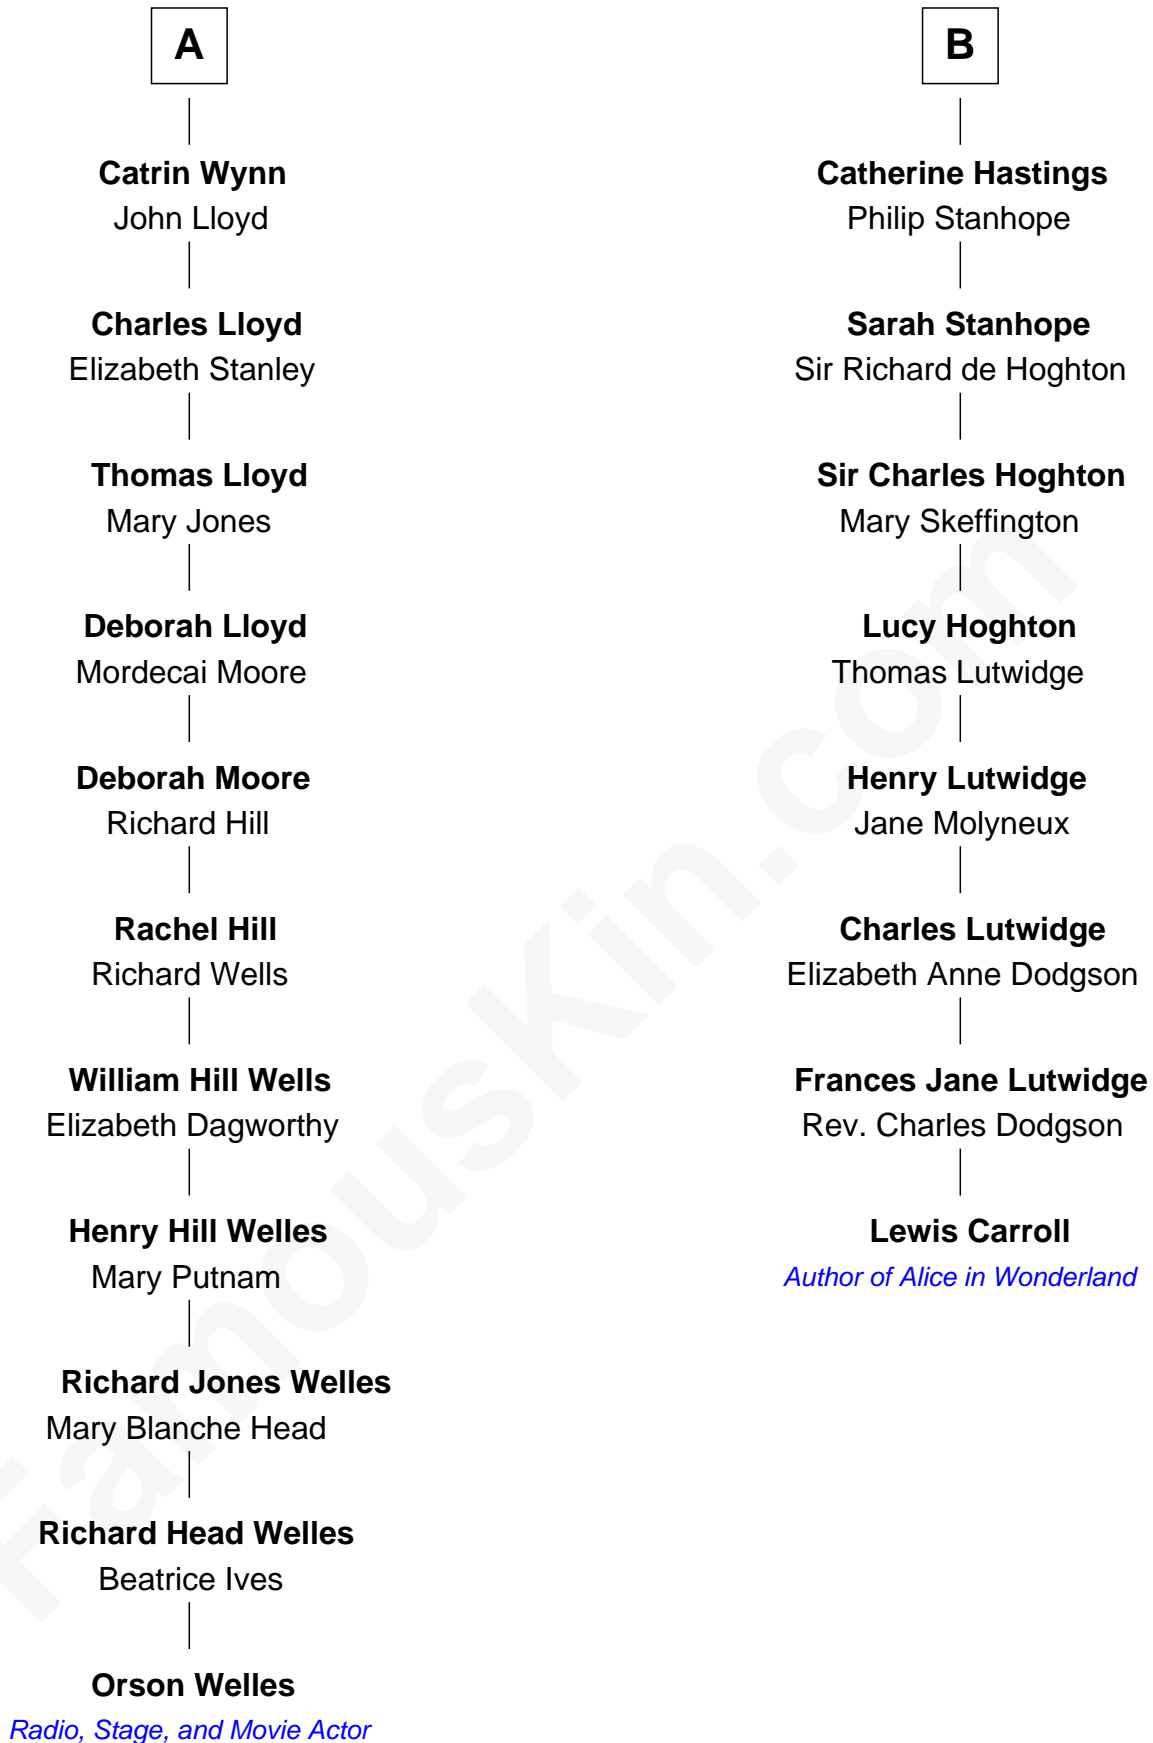 A
Catrin Wynn
John Lloyd
Charles Lloyd
Elizabeth Stanley
Thomas Lloyd
Mary Jones
Deborah Lloyd
Mordecai Moore
Deborah Moore
Richard Hill
Rachel Hill
Richard Wells
William Hill Wells
Elizabeth Dagworthy
Henry Hill Welles
Mary Putnam
Richard Jones Welles
Mary Blanche Head
Richard Head Welles
Beatrice Ives
Orson Welles
Radio, Stage, and Movie Actor
B
Catherine Hastings
Philip Stanhope
Sarah Stanhope
Sir Richard de Hoghton
Sir Charles Hoghton
Mary Skeffington
Lucy Hoghton
Thomas Lutwidge
Henry Lutwidge
Jane Molyneux
Charles Lutwidge
Elizabeth Anne Dodgson
Frances Jane Lutwidge
Rev. Charles Dodgson
Lewis Carroll
Author of Alice in Wonderland
FamousKin.com